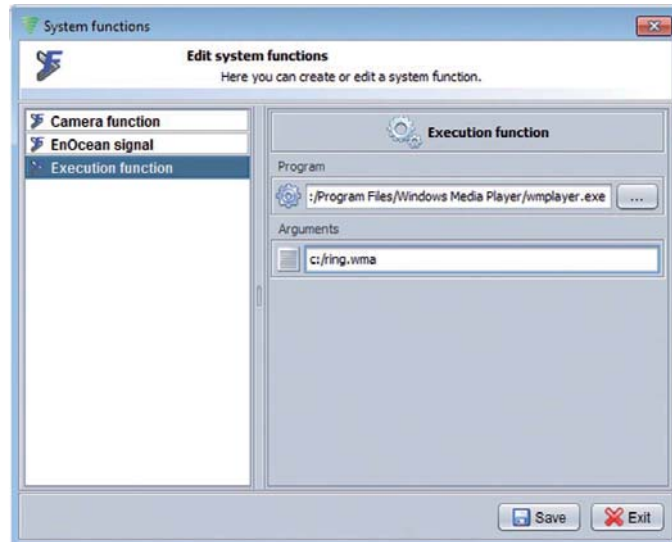 System functions
Edit system functions
Here you can create or edit a system function.
Camera function
EnOcean signal
Execution function
Execution function
Program
:/Program Files/Windows Media Player/wmplayer.exe
...
Arguments
c:/ring.wma
Save
Exit